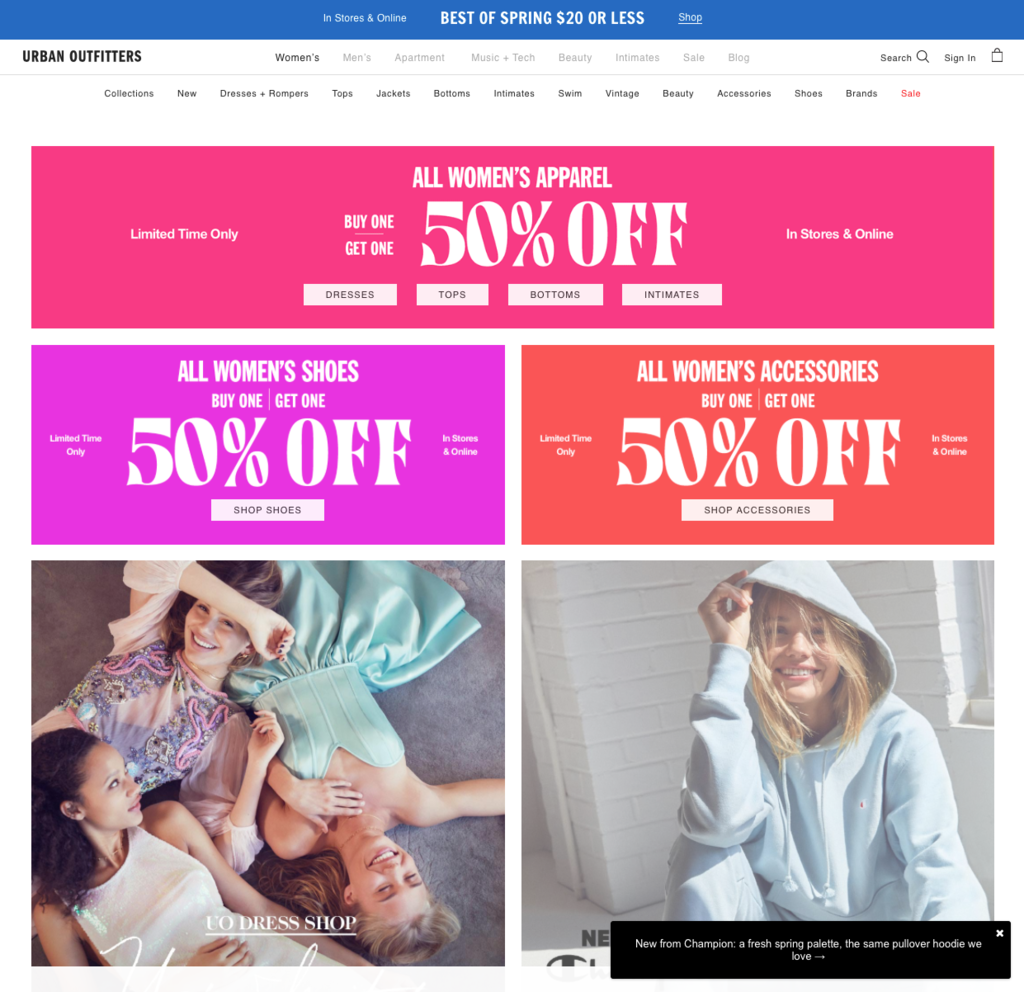 In Stores & Online BEST OF SPRING $20 OR LESS Shop
URBAN OUTFITTERS Women's Men's Apartment Music + Tech Beauty Intimates Sale Blog Search Sign In
Collections New Dresses + Rompers Tops Jackets Bottoms Intimates Swim Vintage Beauty Accessories Shoes Brands Sale
ALL WOMEN'S APPAREL
Limited Time Only
BUY ONE
GET ONE
50% OFF
In Stores & Online
DRESSES TOPS BOTTOMS INTIMATES
ALL WOMEN'S SHOES
BUY ONE GET ONE
Limited Time
Only
50% OFF
In Stores
& Online
SHOP SHOES
ALL WOMEN'S ACCESSORIES
BUY ONE GET ONE
Limited Time
Only
50% OFF
In Stores
& Online
SHOP ACCESSORIES
UO DRESS SHOP
New from Champion: a fresh spring palette, the same pullover hoodie we
love →